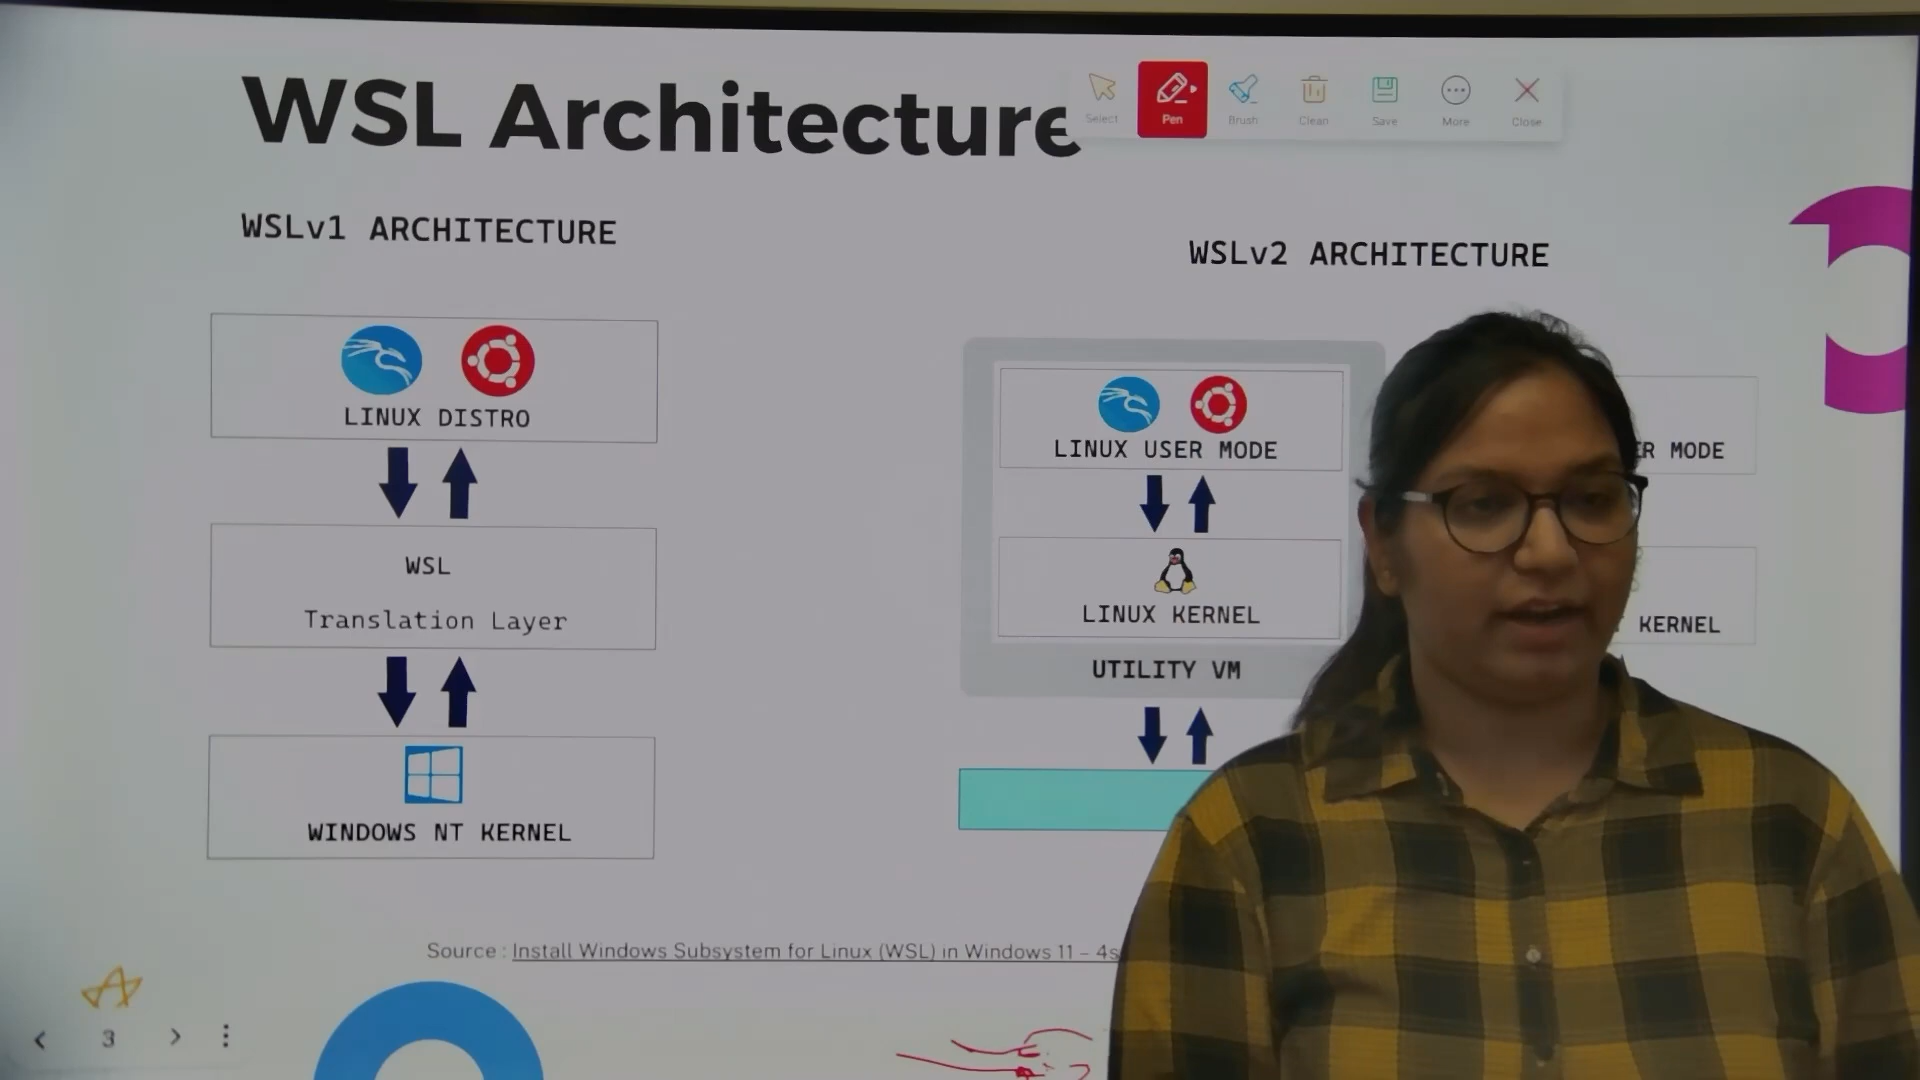 WSL Architecture
Select Pen Brush Clean Save More Close
WSLv1 ARCHITECTURE
WSLv2 ARCHITECTURE
LINUX DISTRO
WSL
Translation Layer
WINDOWS NT KERNEL
LINUX USER MODE
LINUX KERNEL
UTILITY VM
MODE
KERNEL
Source : Install Windows Subsystem for Linux (WSL) in Windows 11 – 4s
3